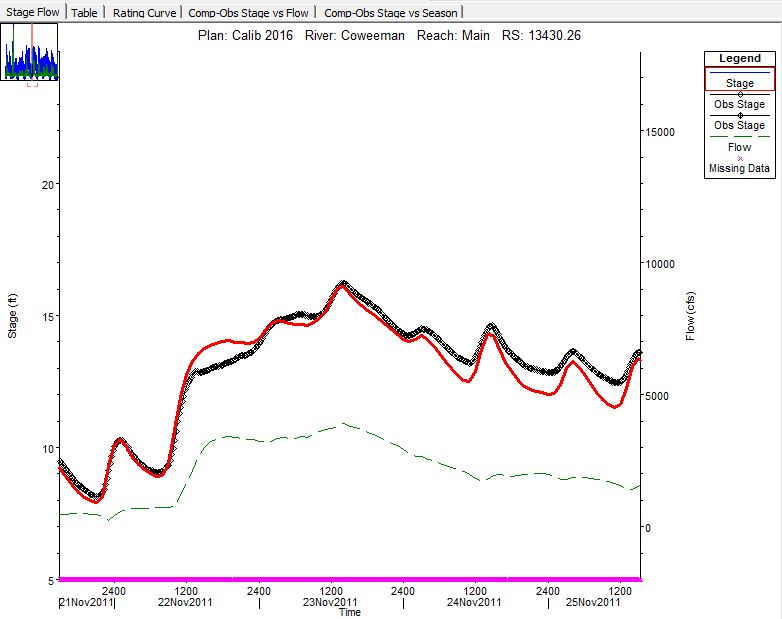 Stage Flow Table Rating Curve Comp-Obs Stage vs Flow Comp-Obs Stage vs Season
Plan: Calib 2016 River: Coweeman Reach: Main RS: 13430.26
Legend
Stage
Obs Stage
Obs Stage
Flow
Missing Data
Stage (ft)
20
15
10
5
15000
10000
5000
0
Flow (cfs)
2400 1200 2400 1200 2400 1200 2400 1200
21Nov2011 22Nov2011 23Nov2011 24Nov2011 25Nov2011
Time